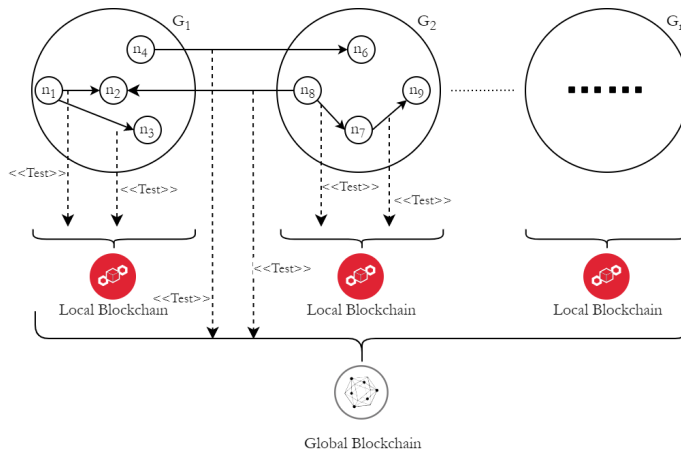 G1 G2
n4 n6
n1 n2 n8 n9
n3 n7
<<Test>> <<Test>> <<Test>> <<Test>>
<<Test>>
<<Test>>
Local Blockchain Local Blockchain Local Blockchain
Global Blockchain